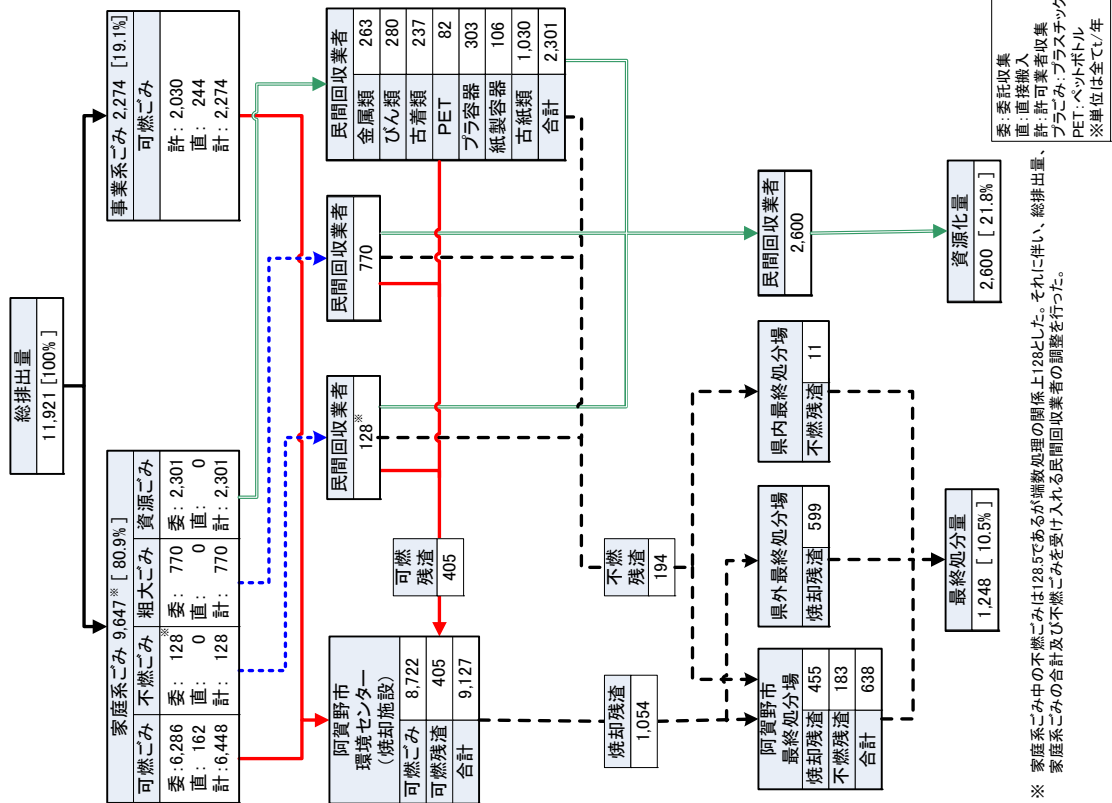 総排出量
11,921 [100% ]
家庭系ごみ 9,647※ [ 80.9% ]
可燃ごみ 不燃ごみ 粗大ごみ 資源ごみ
委:6,286 委: 128※ 委: 770 委: 2,301
直: 162 直: 0 直: 0 直: 0
計:6,448 計: 128 計: 770 計: 2,301
事業系ごみ 2,274 [19.1%]
可燃ごみ
許: 2,030
直: 244
計: 2,274
民間回収業者
128※
民間回収業者
770
民間回収業者
金属類 263
びん類 280
古着類 237
PET 82
プラ容器 303
紙製容器 106
古紙類 1,030
合計 2,301
可燃
残渣
405
阿賀野市
環境センター
(焼却施設)
可燃ごみ 8,722
可燃残渣 405
合計 9,127
不燃
残渣
194
焼却残渣
1,054
民間回収業者
2,600
阿賀野市
最終処分場
焼却残渣 455
不燃残渣 183
合計 638
県外最終処分場
焼却残渣 599
県内最終処分場
不燃残渣 11
最終処分量
1,248 [ 10.5% ]
資源化量
2,600 [ 21.8% ]
委: 委託収集
直: 直接搬入
許: 許可業者収集
プラごみ: プラスチック
PET: ペットボトル
※単位は全てt/年
※ 家庭系ごみ中の不燃ごみは128.5であるが端数処理の関係上128とした。それに伴い、総排出量、
家庭系ごみの合計及び不燃ごみを受け入れる民間回収業者の調整を行った。